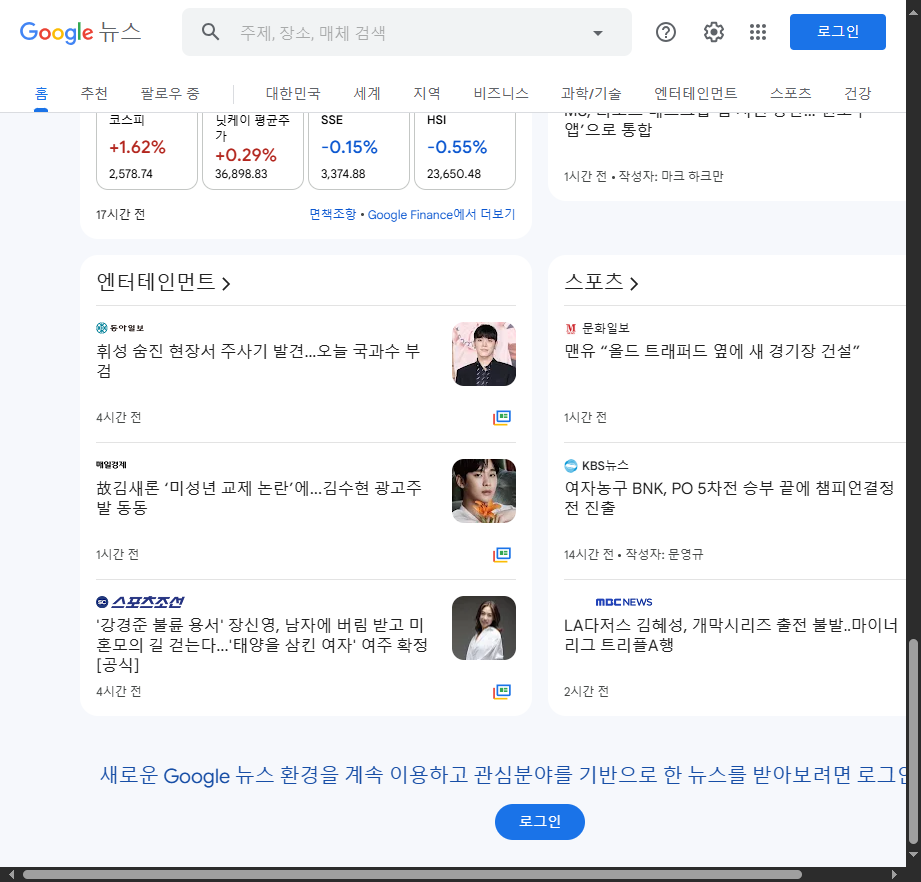 Google 뉴스
주제, 장소, 매체 검색
로그인
홈
추천
팔로우 중
대한민국
세계
지역
비즈니스
과학/기술
엔터테인먼트
스포츠
건강
코스피
+1.62%
2,578.74
닛케이 평균주
가
+0.29%
36,898.83
SSE
-0.15%
3,374.88
HSI
-0.55%
23,650.48
17시간 전
면책조항 • Google Finance에서 더보기
앱'으로 통합
1시간 전 • 작성자: 마크 하크만
엔터테인먼트
동아일보
휘성 숨진 현장서 주사기 발견…오늘 국과수 부
검
4시간 전
매일경제
故김새론 ‘미성년 교제 논란’에…김수현 광고주
발 동동
1시간 전
스포츠조선
'강경준 불륜 용서' 장신영, 남자에 버림 받고 미
혼모의 길 걷는다…'태양을 삼킨 여자' 여주 확정
[공식]
4시간 전
스포츠
문화일보
맨유 “올드 트래퍼드 옆에 새 경기장 건설”
1시간 전
KBS뉴스
여자농구 BNK, PO 5차전 승부 끝에 챔피언결정
전 진출
14시간 전 • 작성자: 문영규
MBC NEWS
LA다저스 김혜성, 개막시리즈 출전 불발..마이너
리그 트리플A행
2시간 전
새로운 Google 뉴스 환경을 계속 이용하고 관심분야를 기반으로 한 뉴스를 받아보려면 로그인
로그인